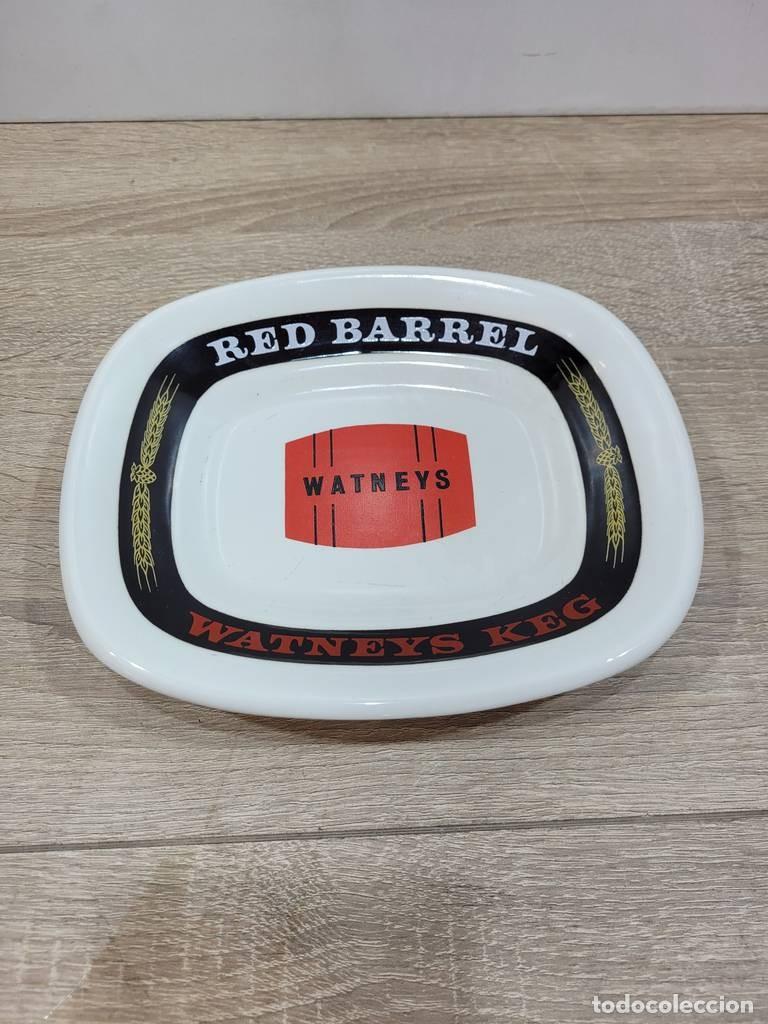 RED BARREL
WATNEYS
WATNEYS KEG
todocoleccion